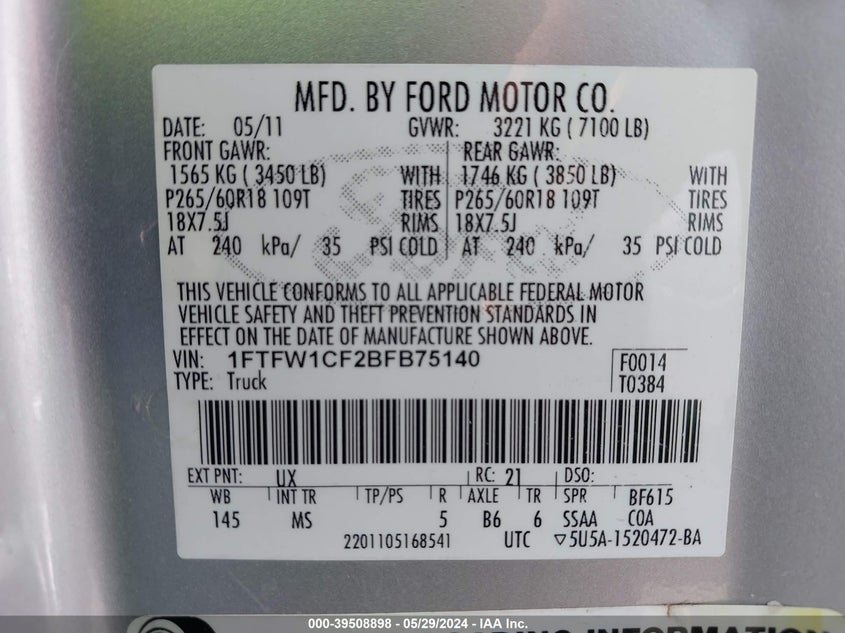 MFD. BY FORD MOTOR CO.
DATE: 05/11 GVWR: 3221 KG ( 7100 LB)
FRONT GAWR: REAR GAWR:
1565 KG ( 3450 LB) WITH 1746 KG ( 3850 LB) WITH
P265/60R18 109T TIRES P265/60R18 109T TIRES
18X7.5J RIMS 18X7.5J RIMS
AT 240 kPa/ 35 PSI COLD AT 240 kPa/ 35 PSI COLD
THIS VEHICLE CONFORMS TO ALL APPLICABLE FEDERAL MOTOR
VEHICLE SAFETY AND THEFT PREVENTION STANDARDS IN
EFFECT ON THE DATE OF MANUFACTURE SHOWN ABOVE.
VIN: 1FTFW1CF2BFB75140 F0014
TYPE: Truck T0384
EXT PNT: UX RC: 21 DSO:
WB INT TR TP/PS R AXLE TR SPR BF615
145 MS 5 B6 6 SSAA COA
2201105168541 UTC ▽5U5A-1520472-BA
000-39508898 - 05/29/2024 - IAA Inc.